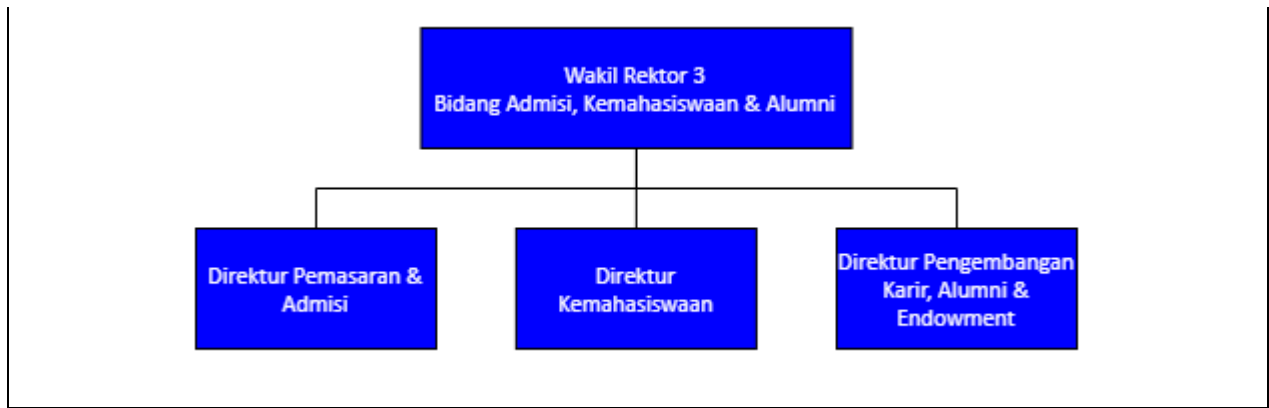 Wakil Rektor 3
Bidang Admisi, Kemahasiswaan & Alumni
Direktur Pemasaran &
Admisi
Direktur
Kemahasiswaan
Direktur Pengembangan
Karir, Alumni &
Endowment